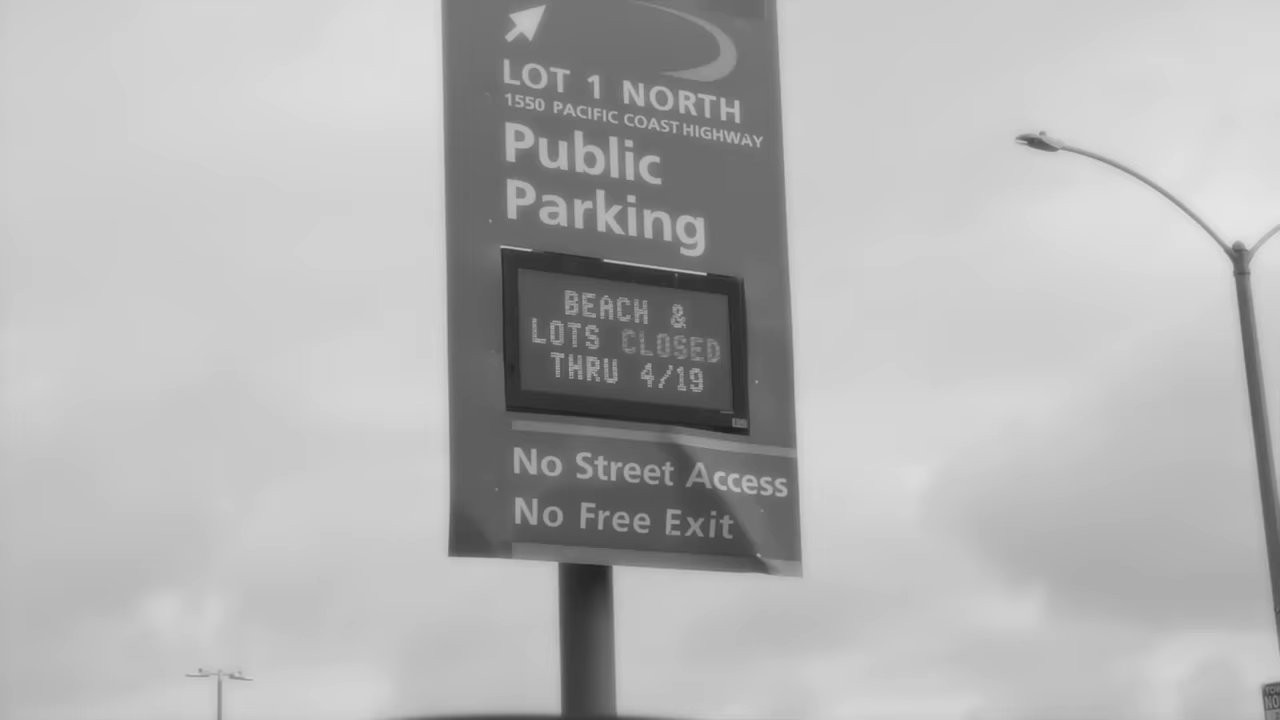 LOT 1 NORTH
1550 PACIFIC COAST HIGHWAY
Public
Parking
BEACH &
LOTS CLOSED
THRU 4/19
No Street Access
No Free Exit